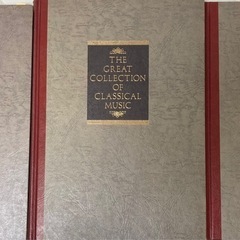 THE
GREAT
COLLECTION
OF
CLASSICAL
MUSIC